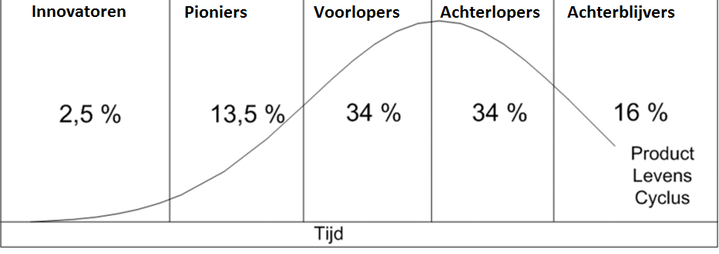 Innovatoren Pioniers Voorlopers Achterlopers Achterblijvers
2,5 % 13,5 % 34 % 34 % 16 %
Product
Levens
Cyclus
Tijd